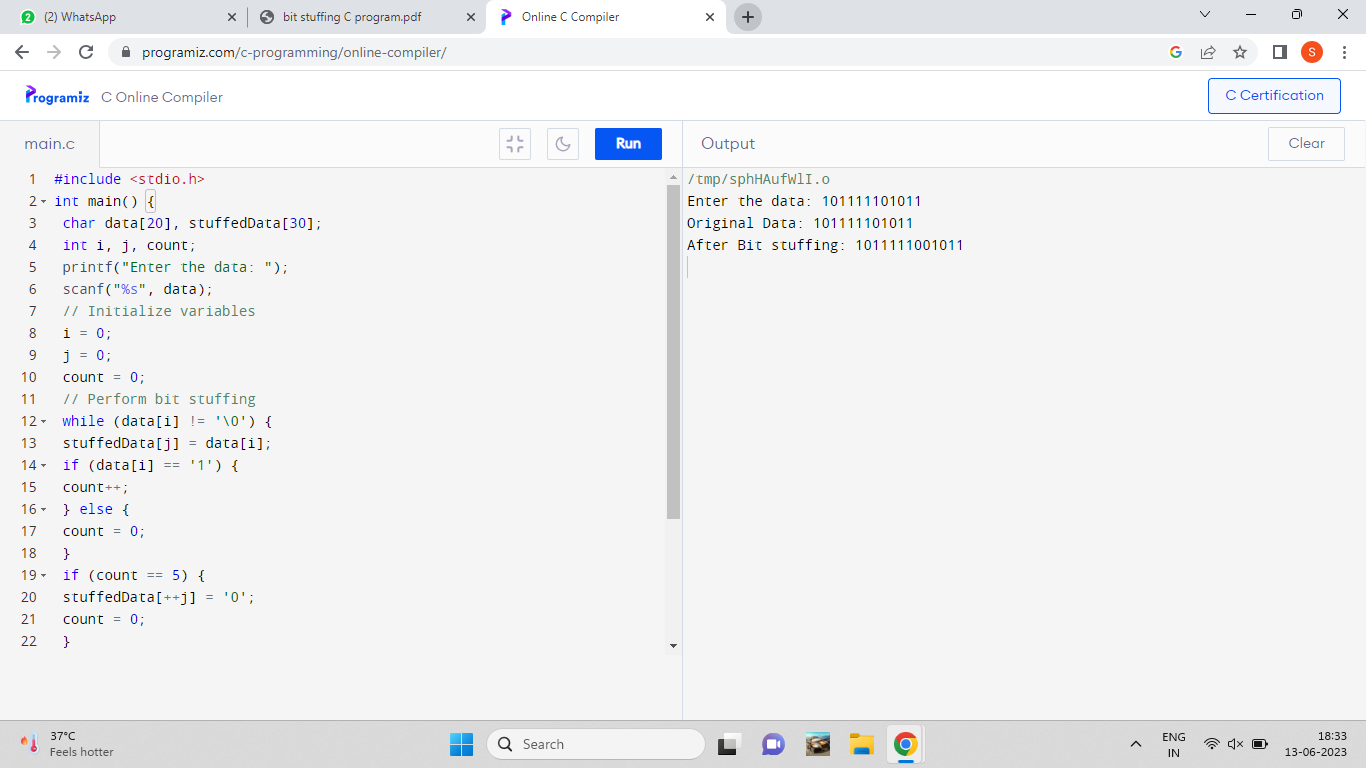 (2) WhatsApp
bit stuffing C program.pdf
Online C Compiler
programiz.com/c-programming/online-compiler/
S
Programiz C Online Compiler
C Certification
main.c
Run
Output
Clear
1 #include <stdio.h>
2 int main() {
3 char data[20], stuffedData[30];
4 int i, j, count;
5 printf("Enter the data: ");
6 scanf("%s", data);
7 // Initialize variables
8 i = 0;
9 j = 0;
10 count = 0;
11 // Perform bit stuffing
12 while (data[i] != '\0') {
13 stuffedData[j] = data[i];
14 if (data[i] == '1') {
15 count++;
16 } else {
17 count = 0;
18 }
19 if (count == 5) {
20 stuffedData[++j] = '0';
21 count = 0;
22 }
/tmp/sphHAufWlI.o
Enter the data: 101111101011
Original Data: 101111101011
After Bit stuffing: 1011111001011
37°C
Feels hotter
Search
ENG
IN
18:33
13-06-2023